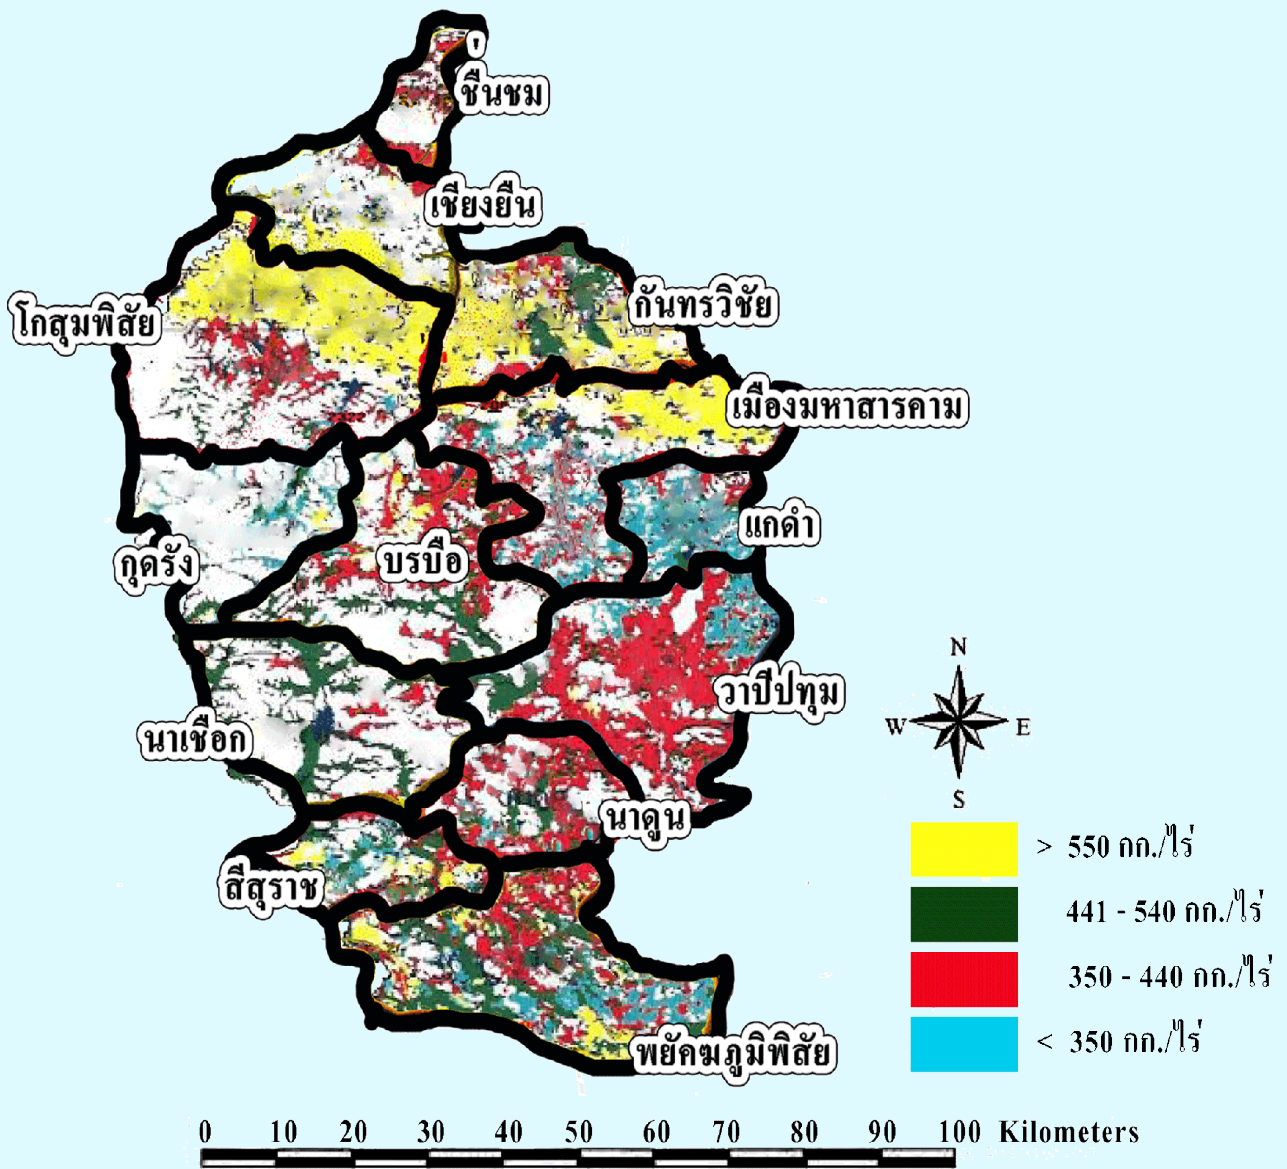 ชื่นชม
เชียงยืน
กันทรวิชัย
โกสุมพิสัย
เมืองมหาสารคาม
แกดำ
บรบือ
กุดรัง
วาปีปทุม
นาเชือก
นาดูน
สีสุราช
พยัคฆภูมิพิสัย
N
W E
S
> 550 กก./ไร่
441 - 540 กก./ไร่
350 - 440 กก./ไร่
< 350 กก./ไร่
0 10 20 30 40 50 60 70 80 90 100 Kilometers